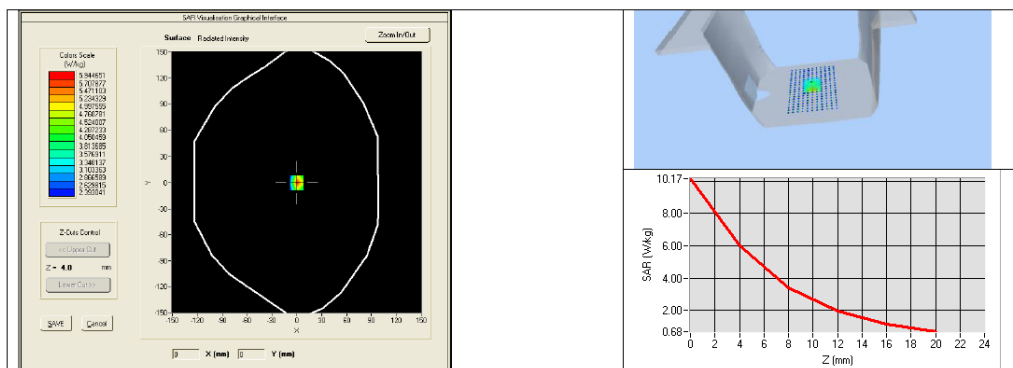 SAR Visualisation Graphical Interface
Surface Radiated Intensity
Zoom In/Out
Colors Scale
(W/kg)
5.944651
5.707877
5.471103
5.234329
4.997555
4.760781
4.524007
4.287233
4.050459
3.813685
3.576911
3.340137
3.103363
2.866589
2.629815
2.393041
Z-Cuts Control
<< Upper Cut
Z = 4.0 mm
Lower Cut >>
SAVE Cancel
150
120
90
60
30
0
-30
-60
-90
-120
-150
Y
-150 -120 -90 -60 -30 0 30 60 90 120 150
X
0 X (mm) 0 Y (mm)
10.17
8.00
6.00
4.00
2.00
0.68
SAR (W/kg)
0 2 4 6 8 10 12 14 16 18 20 22 24
Z (mm)